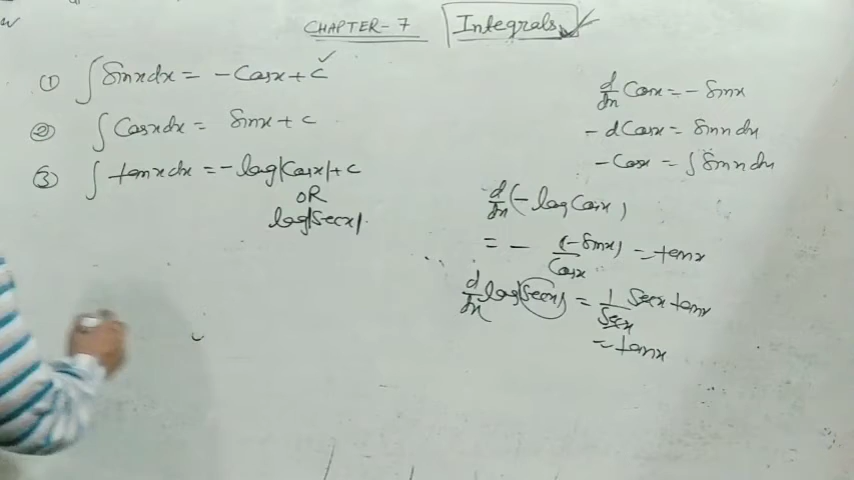 CHAPTER-7 Integrals
① ∫ Sinxdx = -Cosx+c
② ∫ Cosxdx = Sinx+c
③ ∫ tanxdx = -log|Cosx|+c
OR
log|Secx|.
d/dx Cosx = -Sinx
-dCosx = Sinx dx
-Cosx = ∫ Sinx dx
d/dx (-log Cosx)
= - (-Sinx)/Cosx = tanx
d/dx log(Secx) = 1/Secx Secx tanx
= tanx